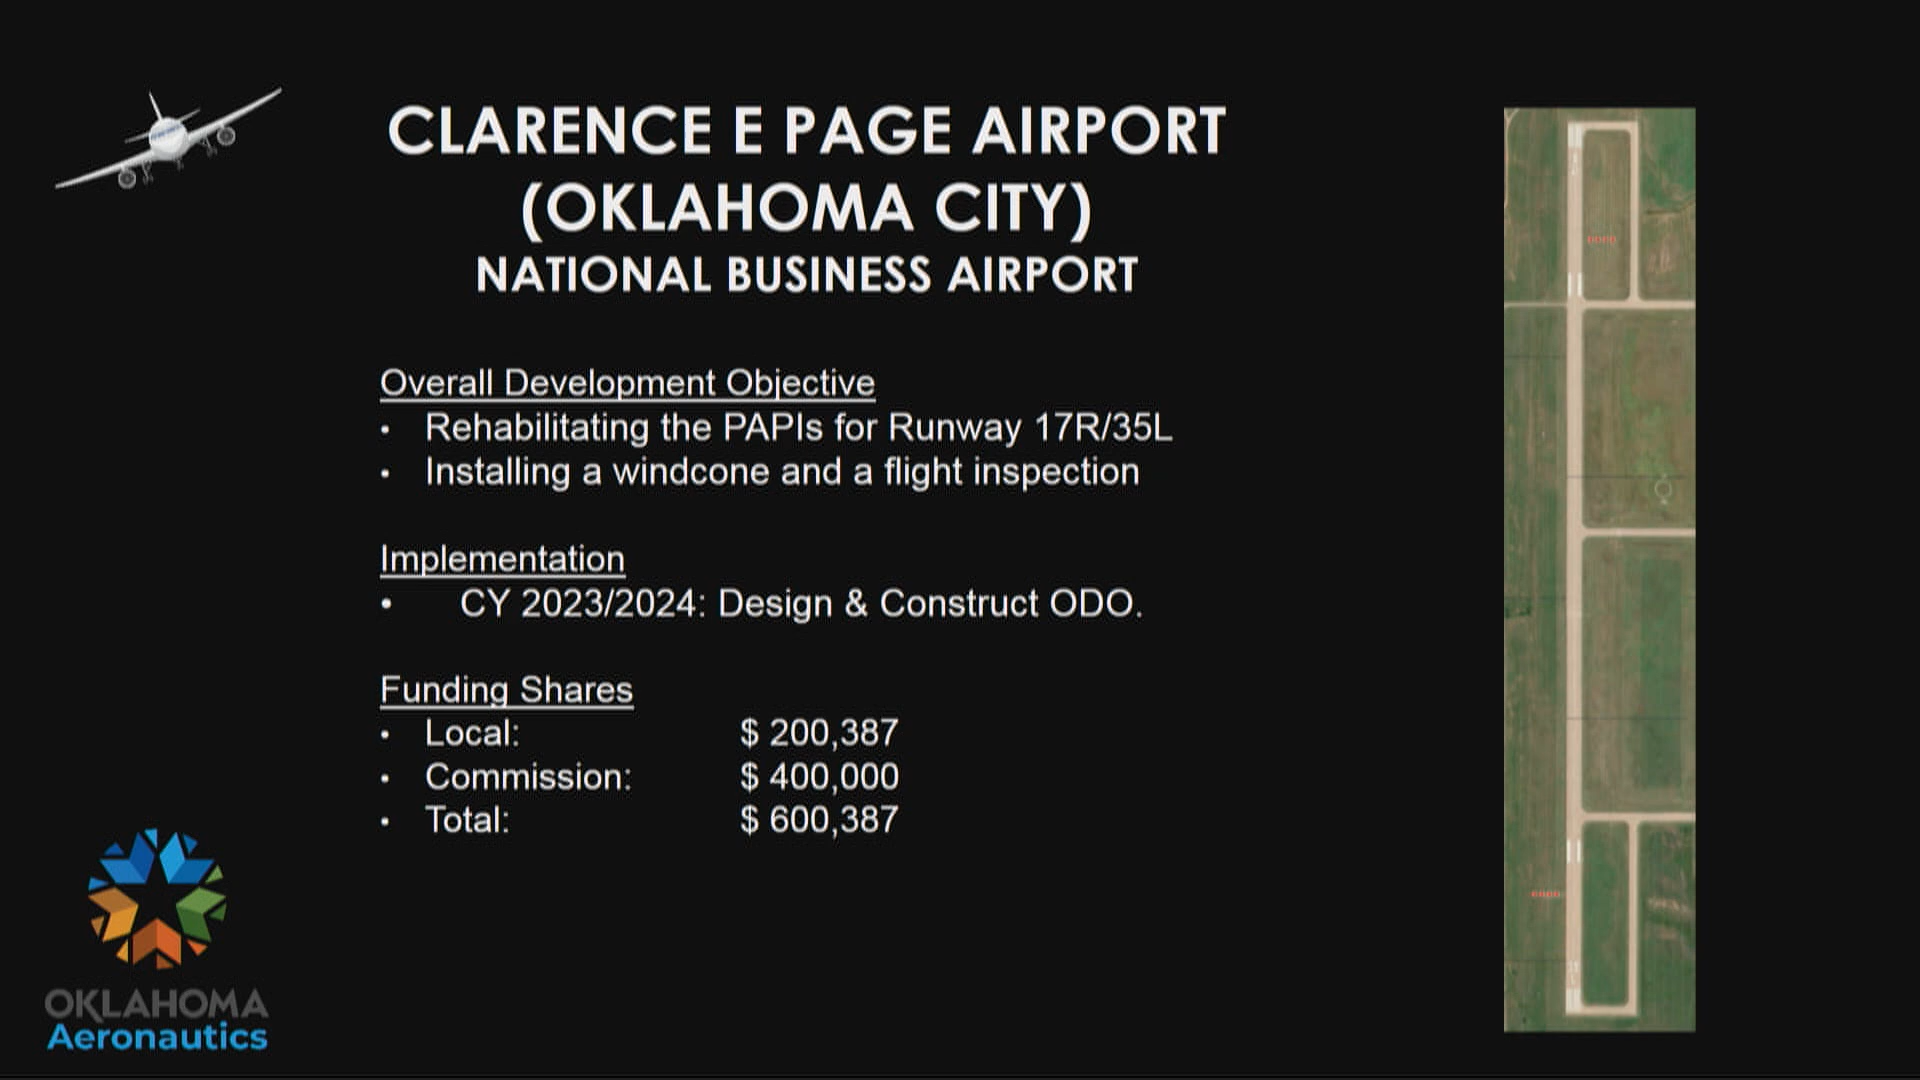 CLARENCE E PAGE AIRPORT
(OKLAHOMA CITY)
NATIONAL BUSINESS AIRPORT
Overall Development Objective
• Rehabilitating the PAPIs for Runway 17R/35L
• Installing a windcone and a flight inspection
Implementation
• CY 2023/2024: Design & Construct ODO.
Funding Shares
• Local: $ 200,387
• Commission: $ 400,000
• Total: $ 600,387
OKLAHOMA
Aeronautics